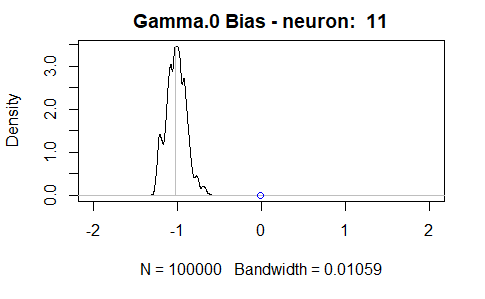 Gamma.0 Bias - neuron:  11
Density
3.0
2.0
1.0
0.0
-2 -1 0 1 2
N = 100000   Bandwidth = 0.01059